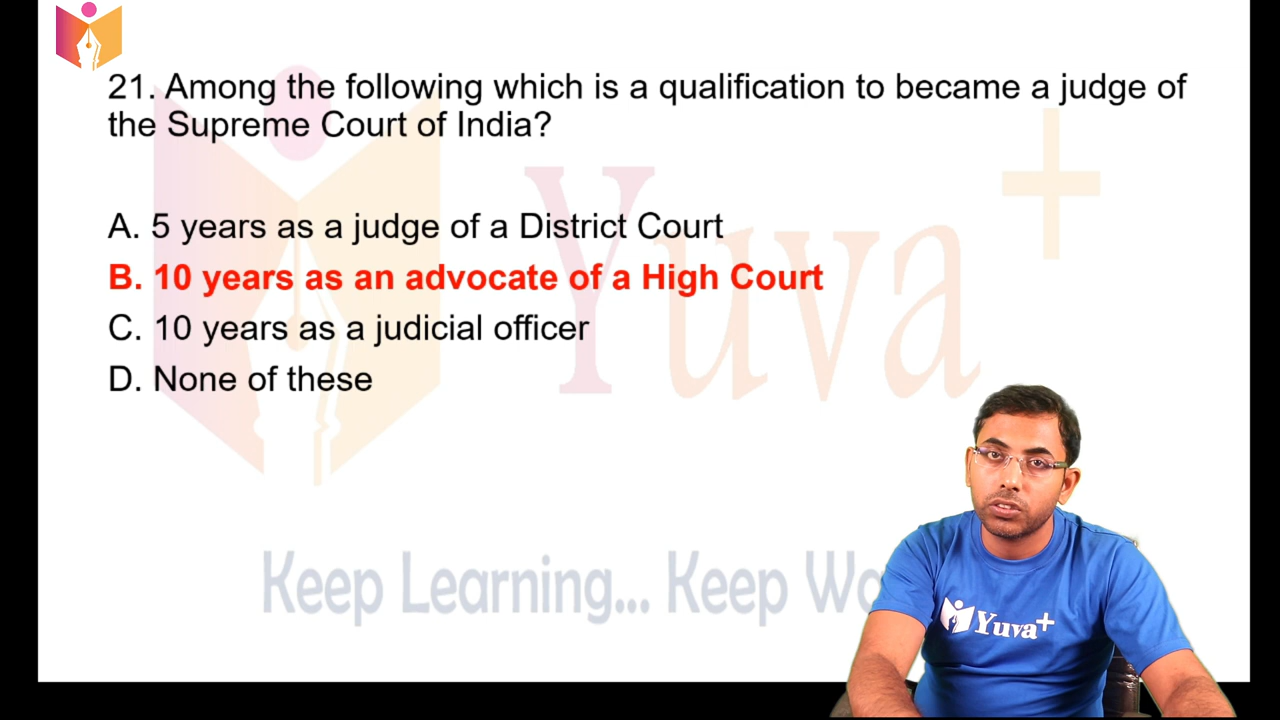 21. Among the following which is a qualification to became a judge of
the Supreme Court of India?
A. 5 years as a judge of a District Court
B. 10 years as an advocate of a High Court
C. 10 years as a judicial officer
D. None of these
Yuva+
Keep Learning... Keep Wa
Yuva+